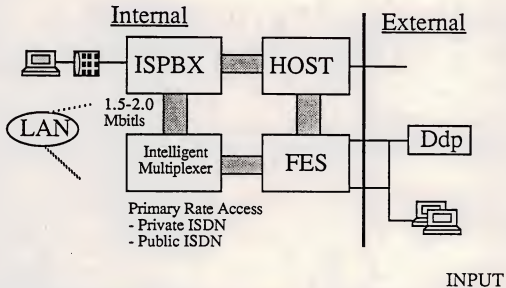 Internal
External
ISPBX
HOST
1.5-2.0
Mbitls
LAN
Intelligent
Multiplexer
FES
Ddp
Primary Rate Access
- Private ISDN
- Public ISDN
INPUT